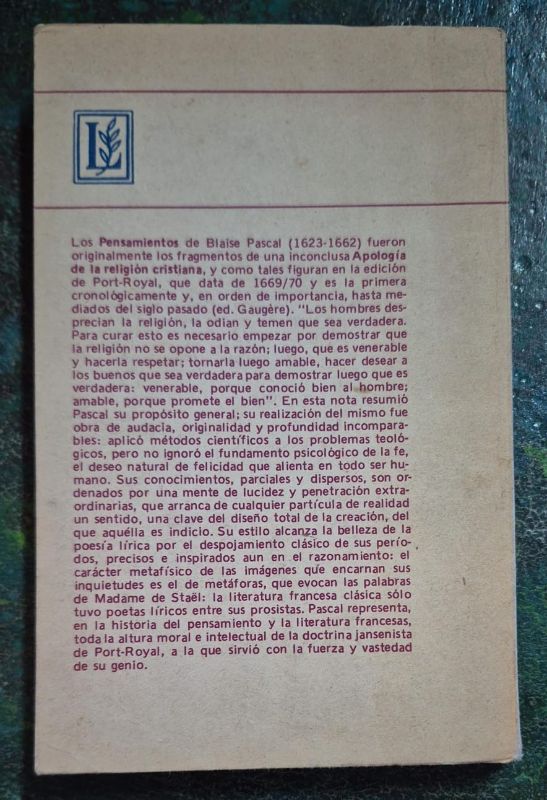 L
Los Pensamientos de Blaise Pascal (1623-1662) fueron
originalmente los fragmentos de una inconclusa Apología
de la religión cristiana, y como tales figuran en la edición
de Port-Royal, que data de 1669/70 y es la primera
cronológicamente y, en orden de importancia, hasta me-
diados del siglo pasado (ed. Gaugère). "Los hombres des-
precian la religión, la odian y temen que sea verdadera.
Para curar esto es necesario empezar por demostrar que
la religión no se opone a la razón; luego, que es venerable
y hacerla respetar; tornarla luego amable, hacer desear a
los buenos que sea verdadera para demostrar luego que es
verdadera: venerable, porque conoció bien al hombre;
amable, porque promete el bien". En esta nota resumió
Pascal su propósito general; su realización del mismo fue
obra de audacia, originalidad y profundidad incompara-
bles: aplicó métodos científicos a los problemas teoló-
gicos, pero no ignoró el fundamento psicológico de la fe,
el deseo natural de felicidad que alienta en todo ser hu-
mano. Sus conocimientos, parciales y dispersos, son or-
denados por una mente de lucidez y penetración extra-
ordinarias, que arranca de cualquier partícula de realidad
un sentido, una clave del diseño total de la creación, del
que aquélla es indicio. Su estilo alcanza la belleza de la
poesía lírica por el despojamiento clásico de sus perío-
dos, precisos e inspirados aun en el razonamiento: el
carácter metafísico de las imágenes que encarnan sus
inquietudes es el de metáforas, que evocan las palabras
de Madame de Staël: la literatura francesa clásica sólo
tuvo poetas líricos entre sus prosistas. Pascal representa,
en la historia del pensamiento y la literatura francesas,
toda la altura moral e intelectual de la doctrina jansenista
de Port-Royal, a la que sirvió con la fuerza y vastedad
de su genio.